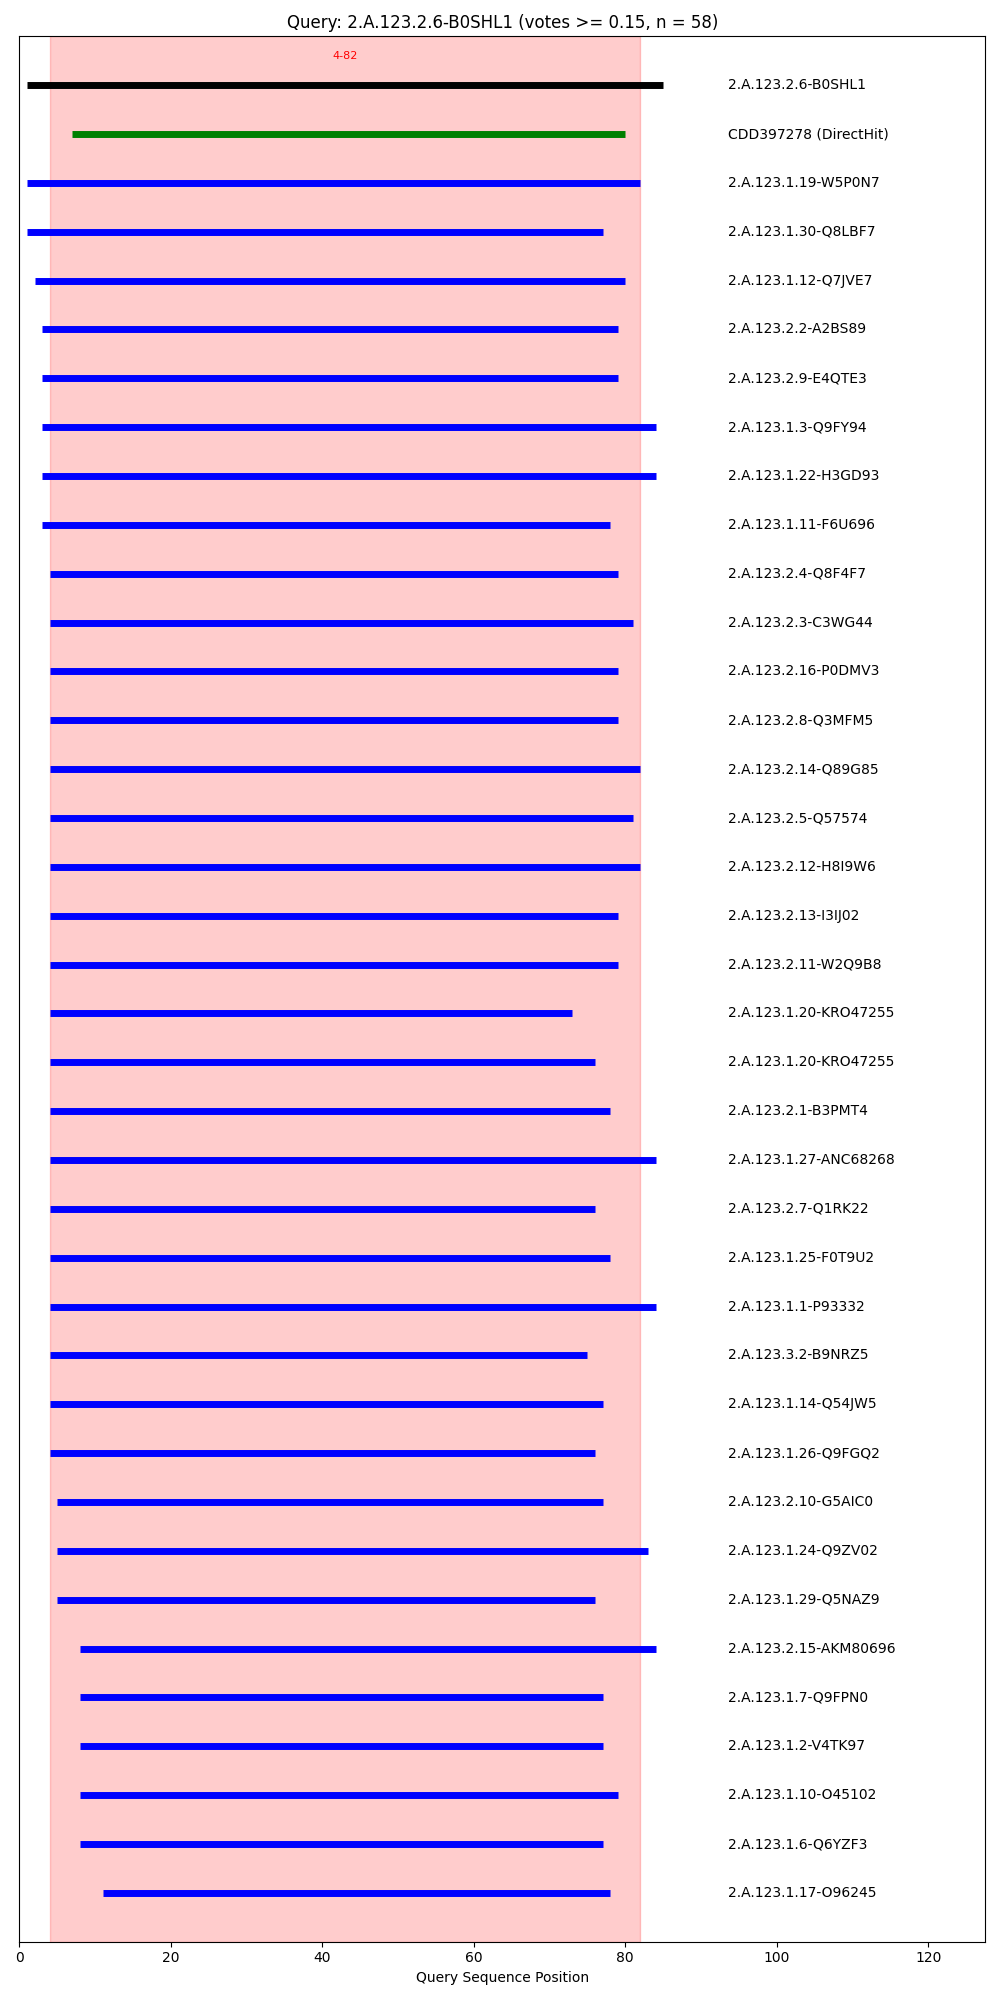 Query: 2.A.123.2.6-B0SHL1 (votes >= 0.15, n = 58)
4-82
2.A.123.2.6-B0SHL1
CDD397278 (DirectHit)
2.A.123.1.19-W5P0N7
2.A.123.1.30-Q8LBF7
2.A.123.1.12-Q7JVE7
2.A.123.2.2-A2BS89
2.A.123.2.9-E4QTE3
2.A.123.1.3-Q9FY94
2.A.123.1.22-H3GD93
2.A.123.1.11-F6U696
2.A.123.2.4-Q8F4F7
2.A.123.2.3-C3WG44
2.A.123.2.16-P0DMV3
2.A.123.2.8-Q3MFM5
2.A.123.2.14-Q89G85
2.A.123.2.5-Q57574
2.A.123.2.12-H8I9W6
2.A.123.2.13-I3IJ02
2.A.123.2.11-W2Q9B8
2.A.123.1.20-KRO47255
2.A.123.1.20-KRO47255
2.A.123.2.1-B3PMT4
2.A.123.1.27-ANC68268
2.A.123.2.7-Q1RK22
2.A.123.1.25-F0T9U2
2.A.123.1.1-P93332
2.A.123.3.2-B9NRZ5
2.A.123.1.14-Q54JW5
2.A.123.1.26-Q9FGQ2
2.A.123.2.10-G5AIC0
2.A.123.1.24-Q9ZV02
2.A.123.1.29-Q5NAZ9
2.A.123.2.15-AKM80696
2.A.123.1.7-Q9FPN0
2.A.123.1.2-V4TK97
2.A.123.1.10-O45102
2.A.123.1.6-Q6YZF3
2.A.123.1.17-O96245
0 20 40 60 80 100 120
Query Sequence Position